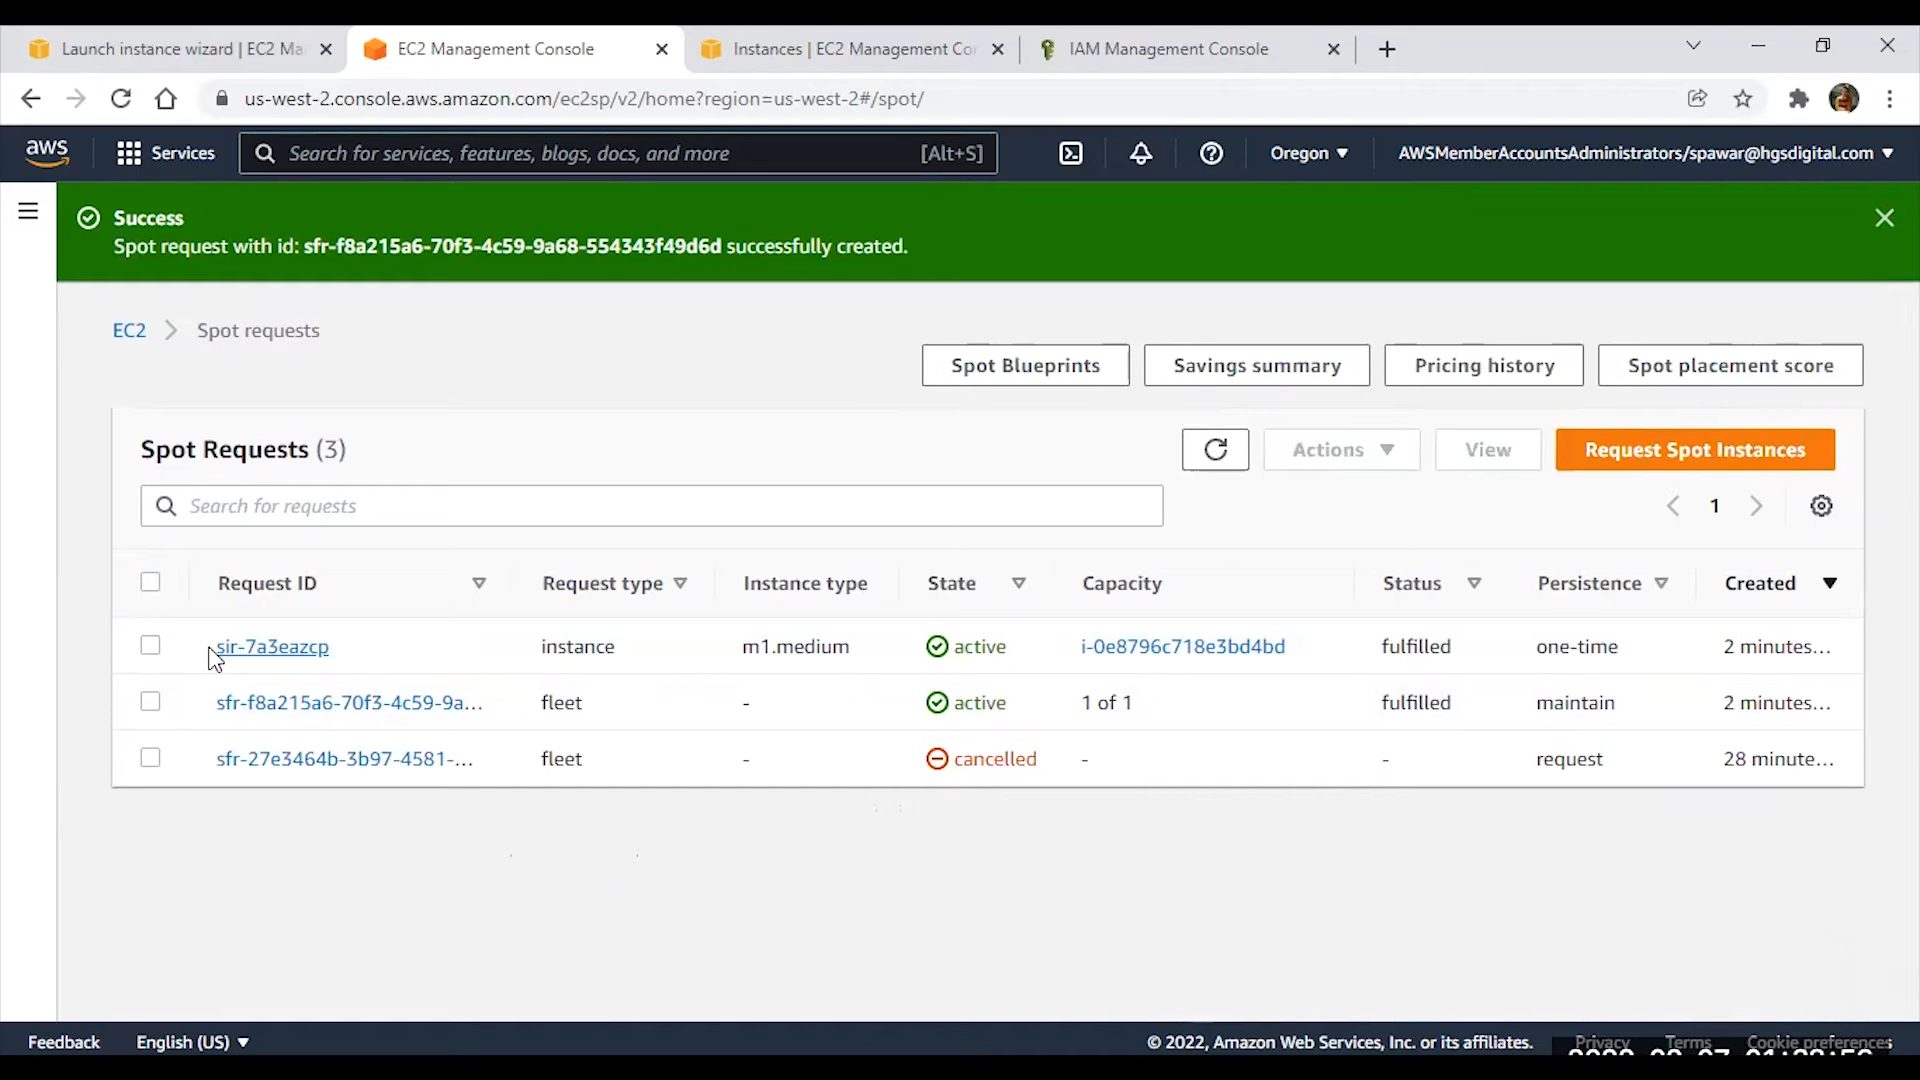 Launch instance wizard | EC2 Ma
EC2 Management Console
Instances | EC2 Management Co
IAM Management Console
us-west-2.console.aws.amazon.com/ec2sp/v2/home?region=us-west-2#/spot/
aws
Services
Search for services, features, blogs, docs, and more
[Alt+S]
Oregon
AWSMemberAccountsAdministrators/spawar@hgsdigital.com
Success
Spot request with id: sfr-f8a215a6-70f3-4c59-9a68-554343f49d6d successfully created.
EC2
Spot requests
Spot Blueprints
Savings summary
Pricing history
Spot placement score
Spot Requests (3)
Actions
View
Request Spot Instances
Search for requests
1
Request ID Request type Instance type State Capacity Status Persistence Created
sir-7a3eazcp instance m1.medium active i-0e8796c718e3bd4bd fulfilled one-time 2 minutes...
sfr-f8a215a6-70f3-4c59-9a... fleet - active 1 of 1 fulfilled maintain 2 minutes...
sfr-27e3464b-3b97-4581-... fleet - cancelled - - request 28 minute...
Feedback
English (US)
© 2022, Amazon Web Services, Inc. or its affiliates.
Privacy
Terms
Cookie preferences